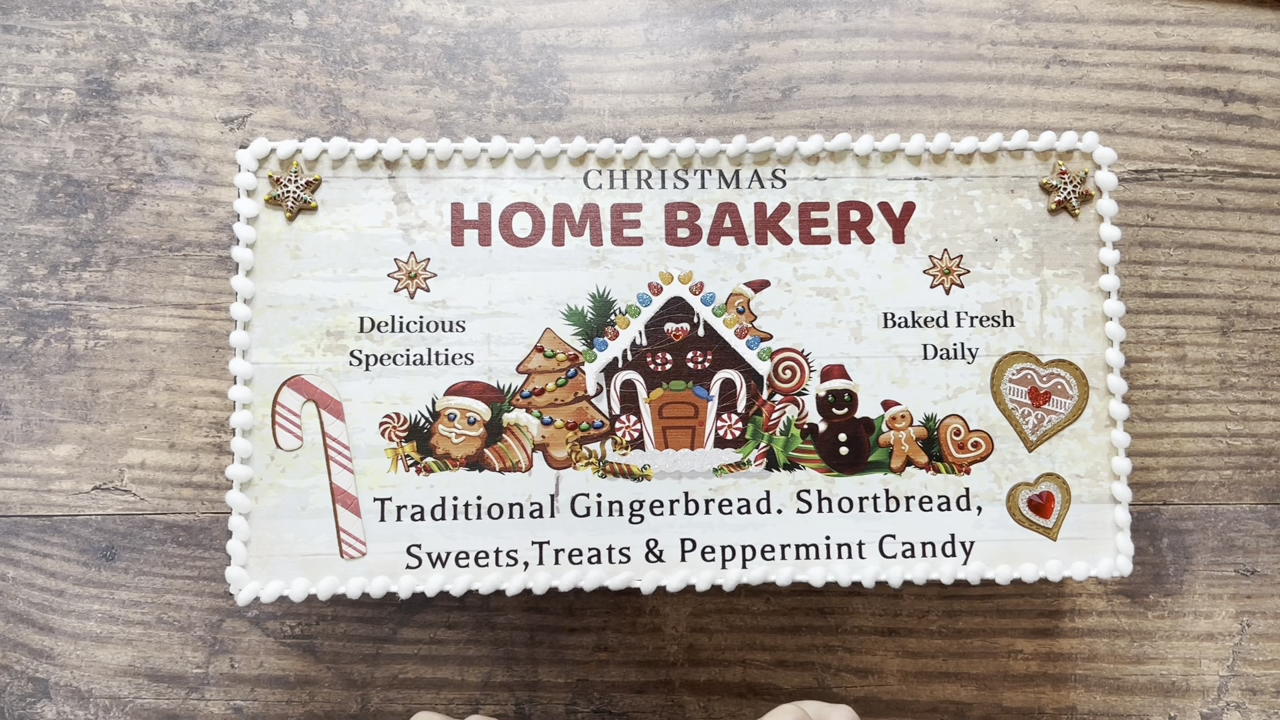 CHRISTMAS
HOME BAKERY
Delicious
Specialties
Baked Fresh
Daily
Traditional Gingerbread. Shortbread,
Sweets,Treats & Peppermint Candy